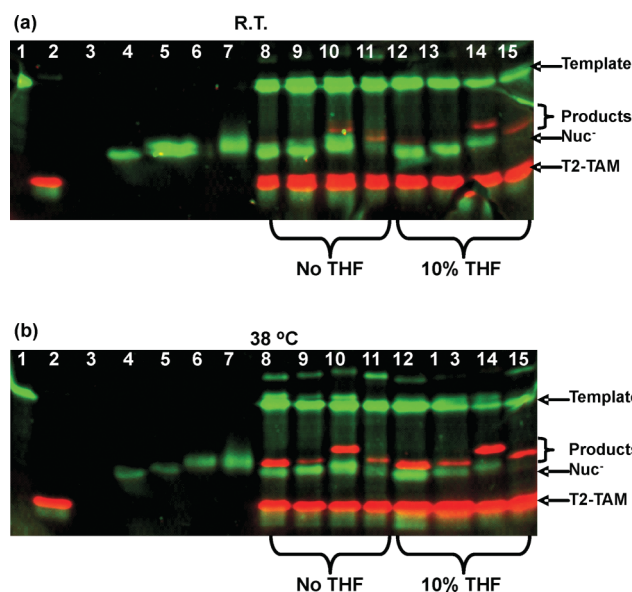 (a) R.T.
1 2 3 4 5 6 7 8 9 10 11 12 13 14 15
Template
Products
Nuc-
T2-TAM
No THF 10% THF
(b) 38 ºC
1 2 3 4 5 6 7 8 9 10 11 12 1 3 14 15
Template
Products
Nuc-
T2-TAM
No THF 10% THF